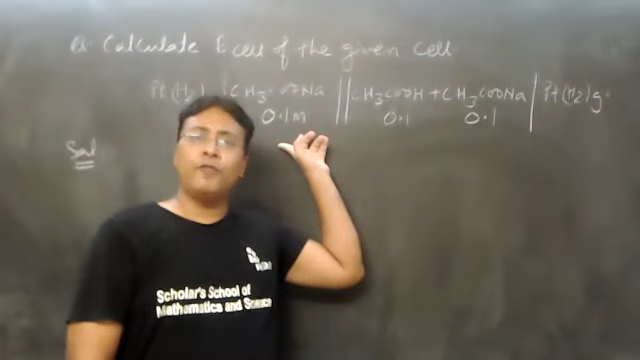 Q. Calculate Ecell of the given cell
Pt(H2) | CH3COONa || CH3COOH + CH3COONa | Pt(H2)g
0.1m 0.1 0.1
Sol
Scholar's School of
Mathematics and Science